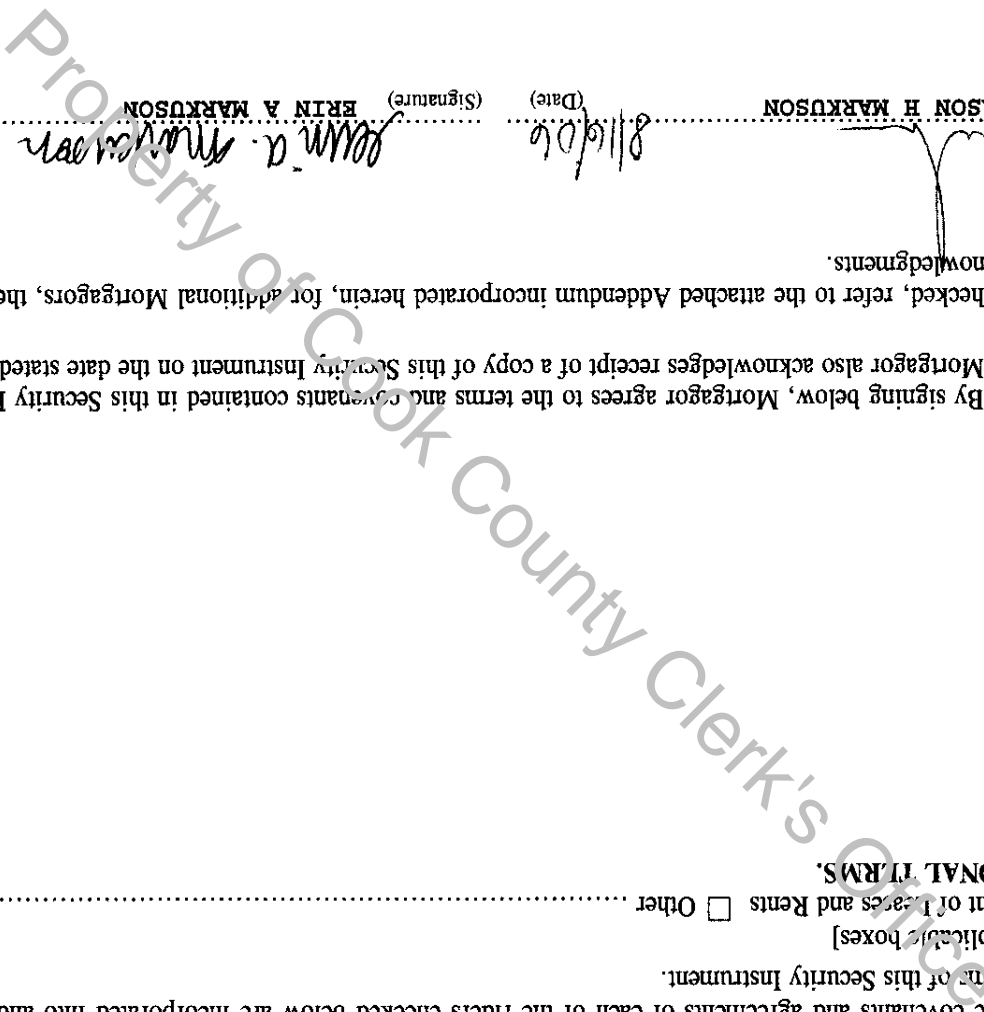 covenants and agreements of each of the riders checked below are incorporated into and
of this Security Instrument.
boxes]
of Leases and Rents ☐ Other
ONAL TERMS.
By signing below, Mortgagor agrees to the terms and covenants contained in this Security
Mortgagor also acknowledges receipt of a copy of this Security Instrument on the date stated
hecked, refer to the attached Addendum incorporated herein, for additional Mortgagors, the
nowledgments.
8/16/06 Erin A. Markuson
SON H MARKUSON (Date) (Signature) ERIN A MARKUSON
Property of Cook County Clerk's Office